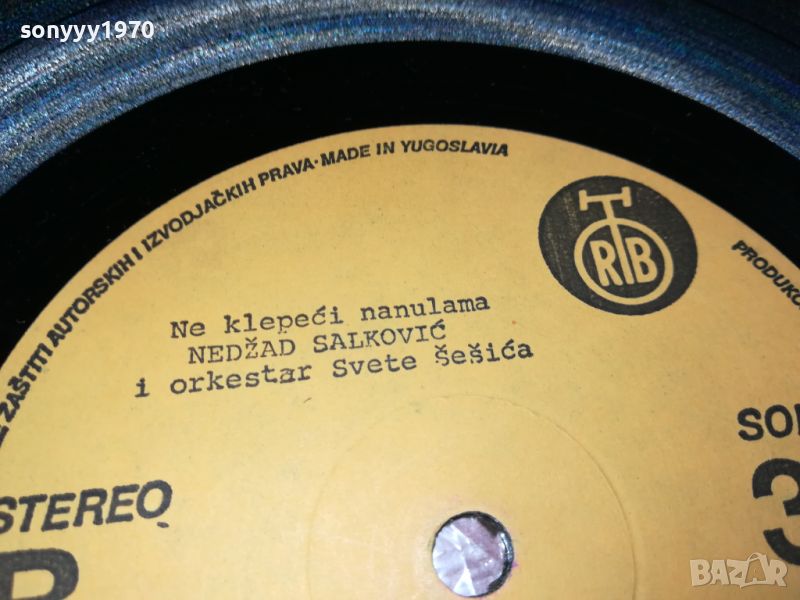 sonyyy1970
ZAŠTITI AUTORSKIH I IZVODJAČKIH PRAVA · MADE IN YUGOSLAVIA
RTB
Ne klepeći nanulama
NEDŽAD SALKOVIĆ
i orkestar Svete Šešića
STEREO
3
BAZAR